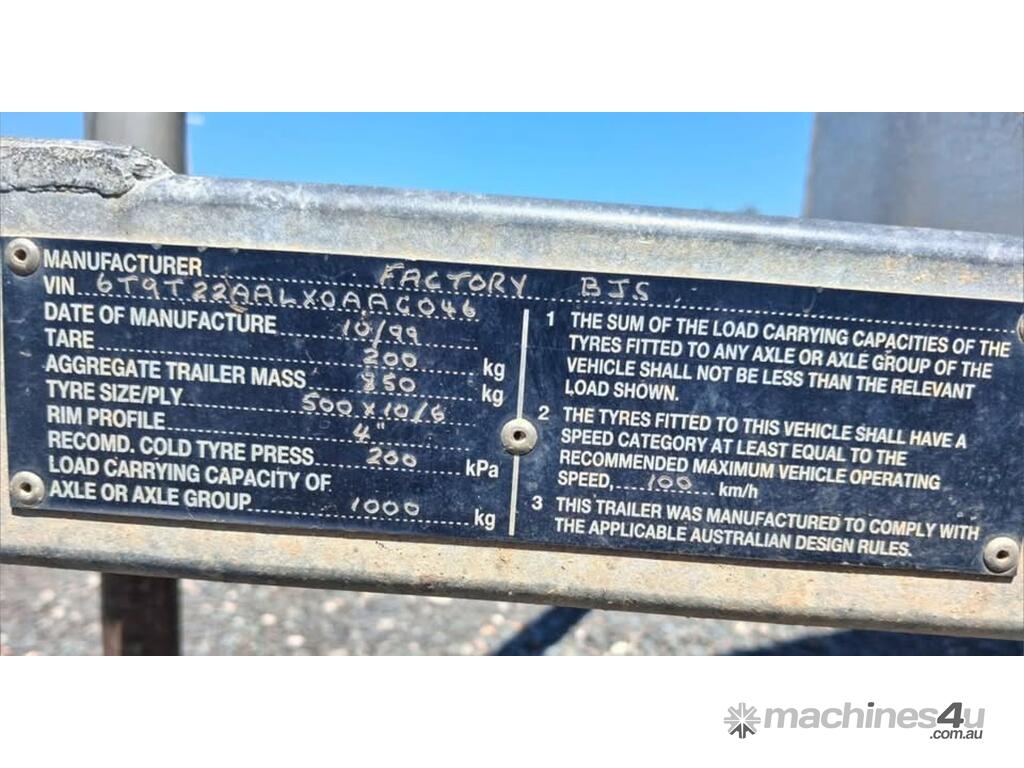 MANUFACTURER FACTORY BJS
VIN 6T9T22AALX0AAG046
DATE OF MANUFACTURE 10/99
TARE 200 kg
AGGREGATE TRAILER MASS 850 kg
TYRE SIZE/PLY 500 X 10/6
RIM PROFILE 4"
RECOMD. COLD TYRE PRESS 200 kPa
LOAD CARRYING CAPACITY OF
AXLE OR AXLE GROUP 1000 kg
1 THE SUM OF THE LOAD CARRYING CAPACITIES OF THE
TYRES FITTED TO ANY AXLE OR AXLE GROUP OF THE
VEHICLE SHALL NOT BE LESS THAN THE RELEVANT
LOAD SHOWN.
2 THE TYRES FITTED TO THIS VEHICLE SHALL HAVE A
SPEED CATEGORY AT LEAST EQUAL TO THE
RECOMMENDED MAXIMUM VEHICLE OPERATING
SPEED, 100 km/h
3 THIS TRAILER WAS MANUFACTURED TO COMPLY WITH
THE APPLICABLE AUSTRALIAN DESIGN RULES.
machines4u
.com.au